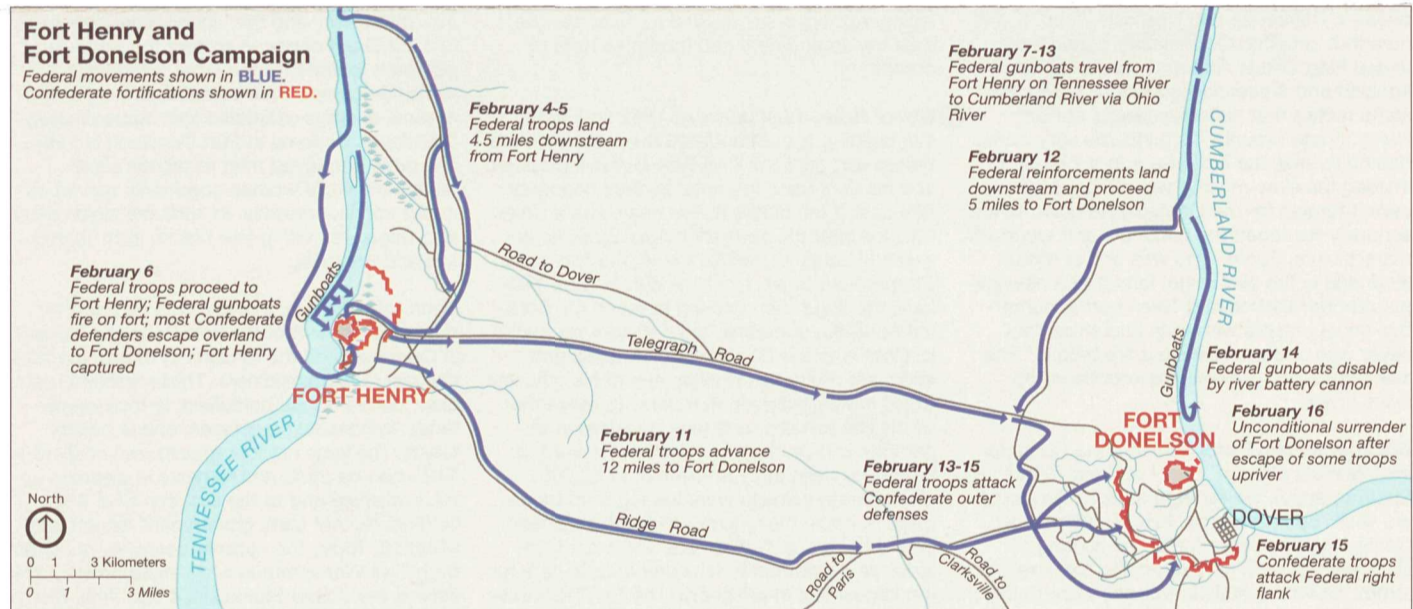 Fort Henry and
Fort Donelson Campaign
Federal movements shown in BLUE.
Confederate fortifications shown in RED.
February 4-5
Federal troops land
4.5 miles downstream
from Fort Henry
February 7-13
Federal gunboats travel from
Fort Henry on Tennessee River
to Cumberland River via Ohio
River
February 12
Federal reinforcements land
downstream and proceed
5 miles to Fort Donelson
CUMBERLAND RIVER
February 6
Federal troops proceed to
Fort Henry; Federal gunboats
fire on fort; most Confederate
defenders escape overland
to Fort Donelson; Fort Henry
captured
Gunboats
Road to Dover
Telegraph Road
FORT HENRY
Gunboats
February 14
Federal gunboats disabled
by river battery cannon
FORT
DONELSON
February 16
Unconditional surrender
of Fort Donelson after
escape of some troops
upriver
TENNESSEE RIVER
February 11
Federal troops advance
12 miles to Fort Donelson
February 13-15
Federal troops attack
Confederate outer
defenses
Ridge Road
DOVER
February 15
Confederate troops
attack Federal right
flank
Road to
Paris
Road to
Clarksville
North
0 1 3 Kilometers
0 1 3 Miles